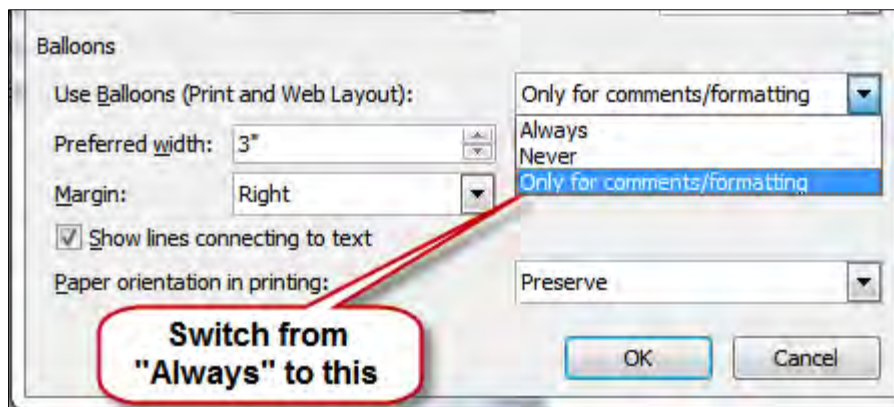 Balloons
Use Balloons (Print and Web Layout): Only for comments/formatting
Always
Preferred width: 3"
Never
Only for comments/formatting
Margin: Right
Show lines connecting to text
Paper orientation in printing: Preserve
Switch from
"Always" to this
OK Cancel